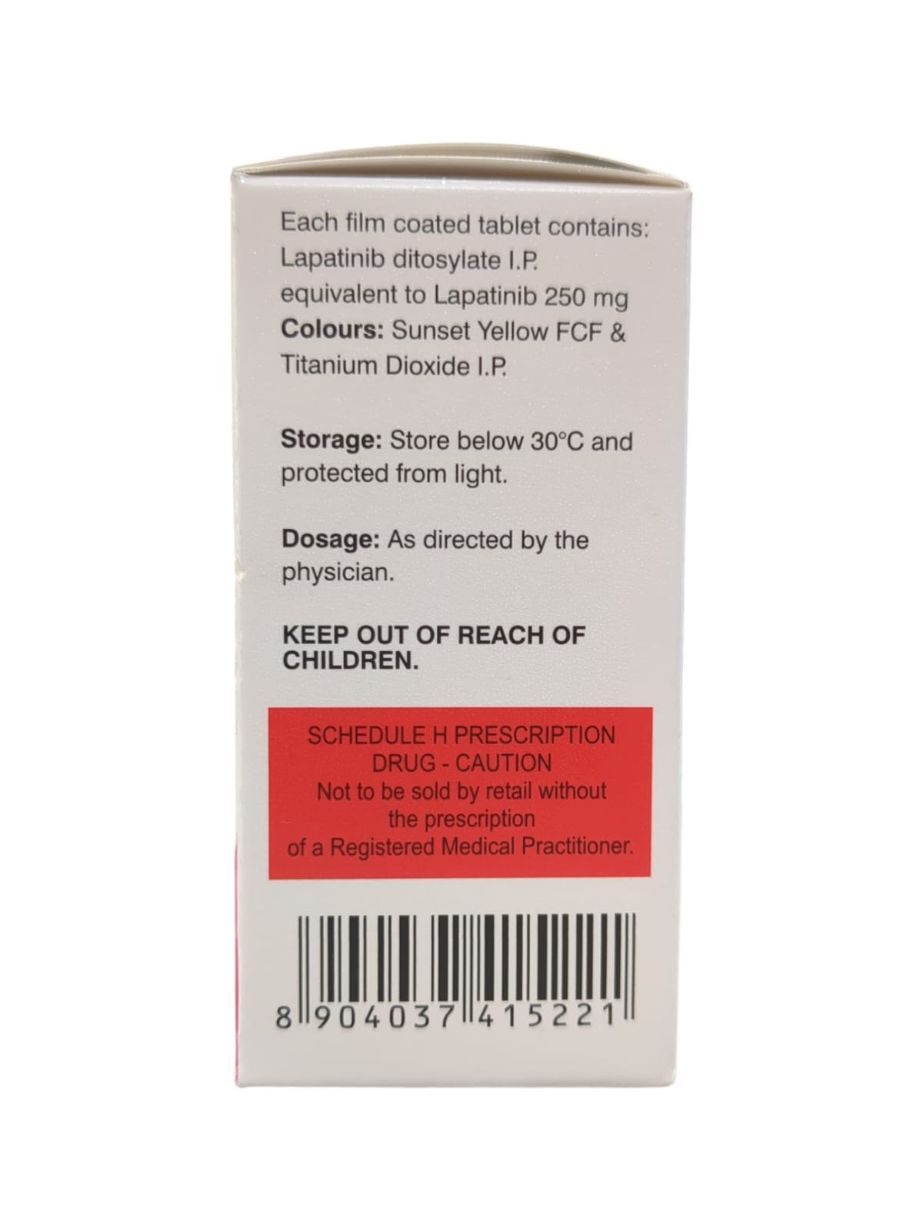 Each film coated tablet contains:
Lapatinib ditosylate I.P.
equivalent to Lapatinib 250 mg
Colours: Sunset Yellow FCF &
Titanium Dioxide I.P.
Storage: Store below 30°C and
protected from light.
Dosage: As directed by the
physician.
KEEP OUT OF REACH OF
CHILDREN.
SCHEDULE H PRESCRIPTION
DRUG - CAUTION
Not to be sold by retail without
the prescription
of a Registered Medical Practitioner.
8 904037 415221